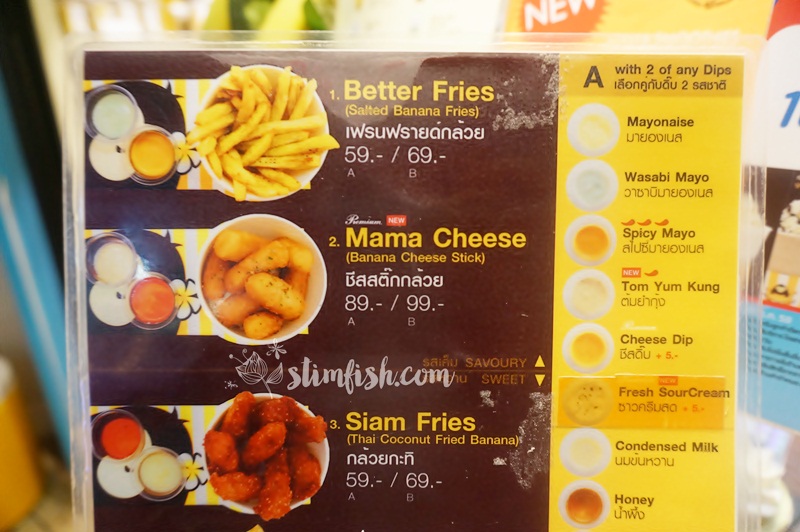 NEW
1. Better Fries
(Salted Banana Fries)
เฟรนฟรายด์กล้วย
59.- / 69.-
A B
Premium NEW
2. Mama Cheese
(Banana Cheese Stick)
ชีสสติ๊กกล้วย
89.- / 99.-
A B
รสเค็ม SAVOURY ▲
SWEET ▼
stimfish.com
3. Siam Fries
(Thai Coconut Fried Banana)
กล้วยกะทิ
59.- / 69.-
A B
A with 2 of any Dips
เลือกคู่กับดิ๊บ 2 รสชาติ
Mayonaise
มายองเนส
Wasabi Mayo
วาซาบิมายองเนส
Spicy Mayo
สไปซี่มายองเนส
NEW
Tom Yum Kung
ต้มยำกุ้ง
Premium
Cheese Dip
ชีสดิ๊บ + 5.-
NEW
Fresh SourCream
ซาวครีมสด + 5.-
Condensed Milk
นมข้นหวาน
Honey
น้ำผึ้ง